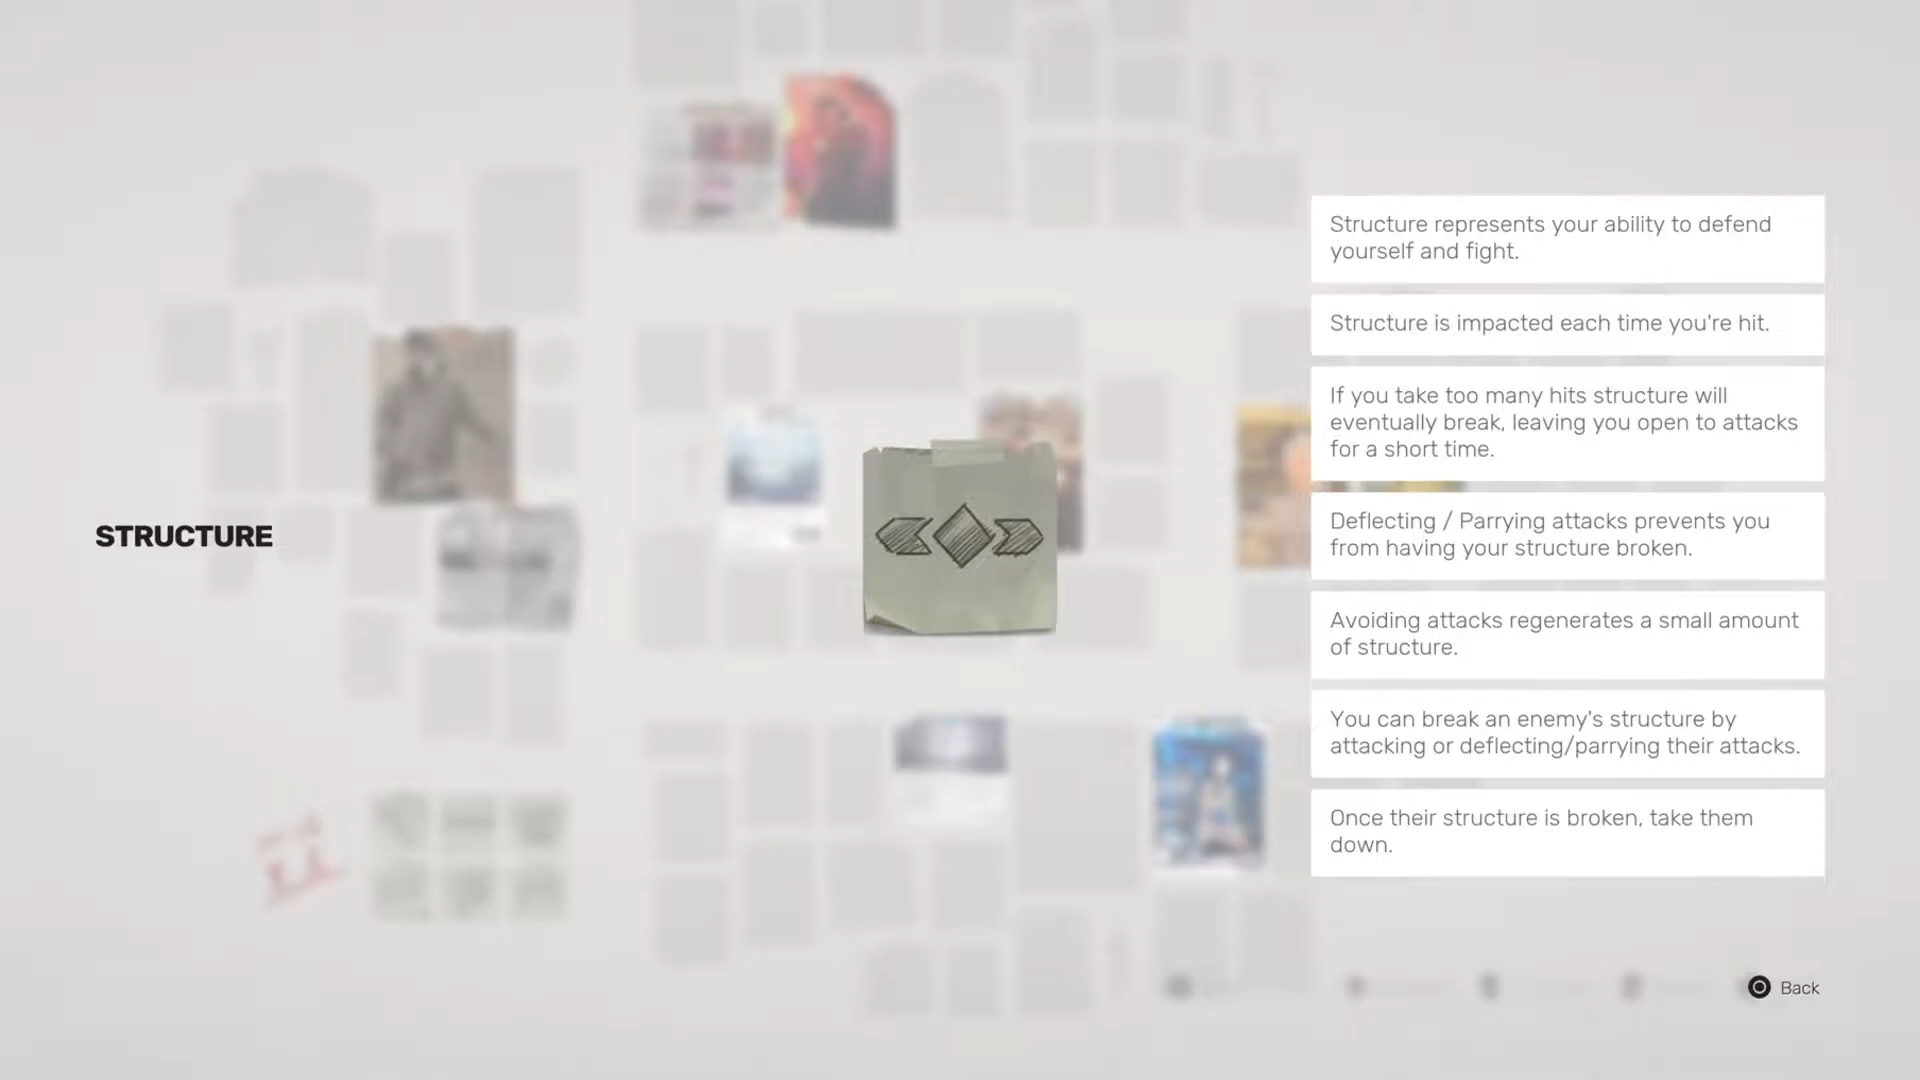 STRUCTURE
Structure represents your ability to defend
yourself and fight.
Structure is impacted each time you're hit.
If you take too many hits structure will
eventually break, leaving you open to attacks
for a short time.
Deflecting / Parrying attacks prevents you
from having your structure broken.
Avoiding attacks regenerates a small amount
of structure.
You can break an enemy's structure by
attacking or deflecting/parrying their attacks.
Once their structure is broken, take them
down.
Back